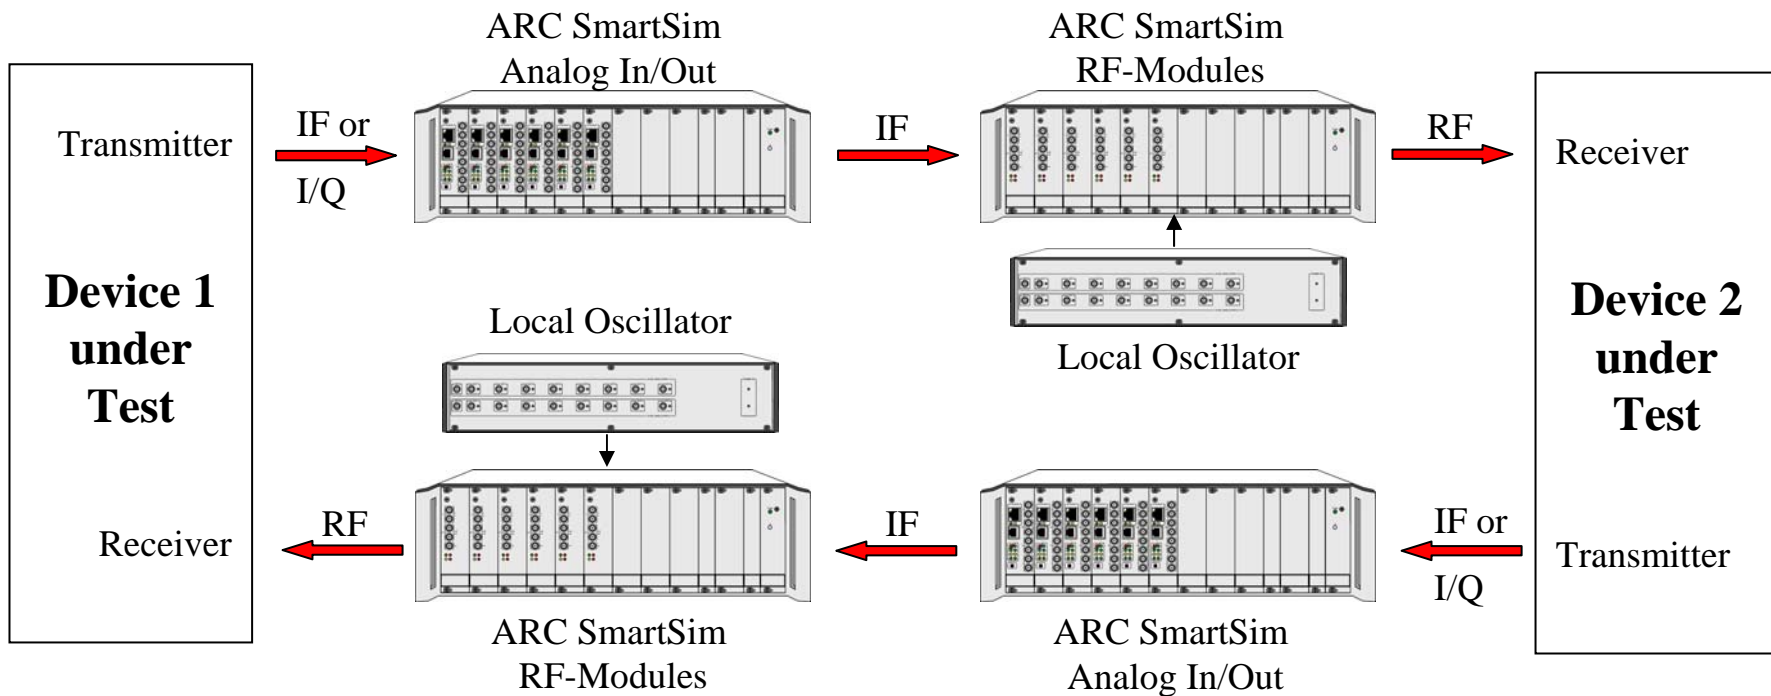 ARC SmartSim
Analog In/Out
ARC SmartSim
RF-Modules
Transmitter
IF or
I/Q
IF
RF
Receiver
Device 1
under
Test
Local Oscillator
Local Oscillator
Device 2
under
Test
Receiver
RF
IF
IF or
I/Q
Transmitter
ARC SmartSim
RF-Modules
ARC SmartSim
Analog In/Out